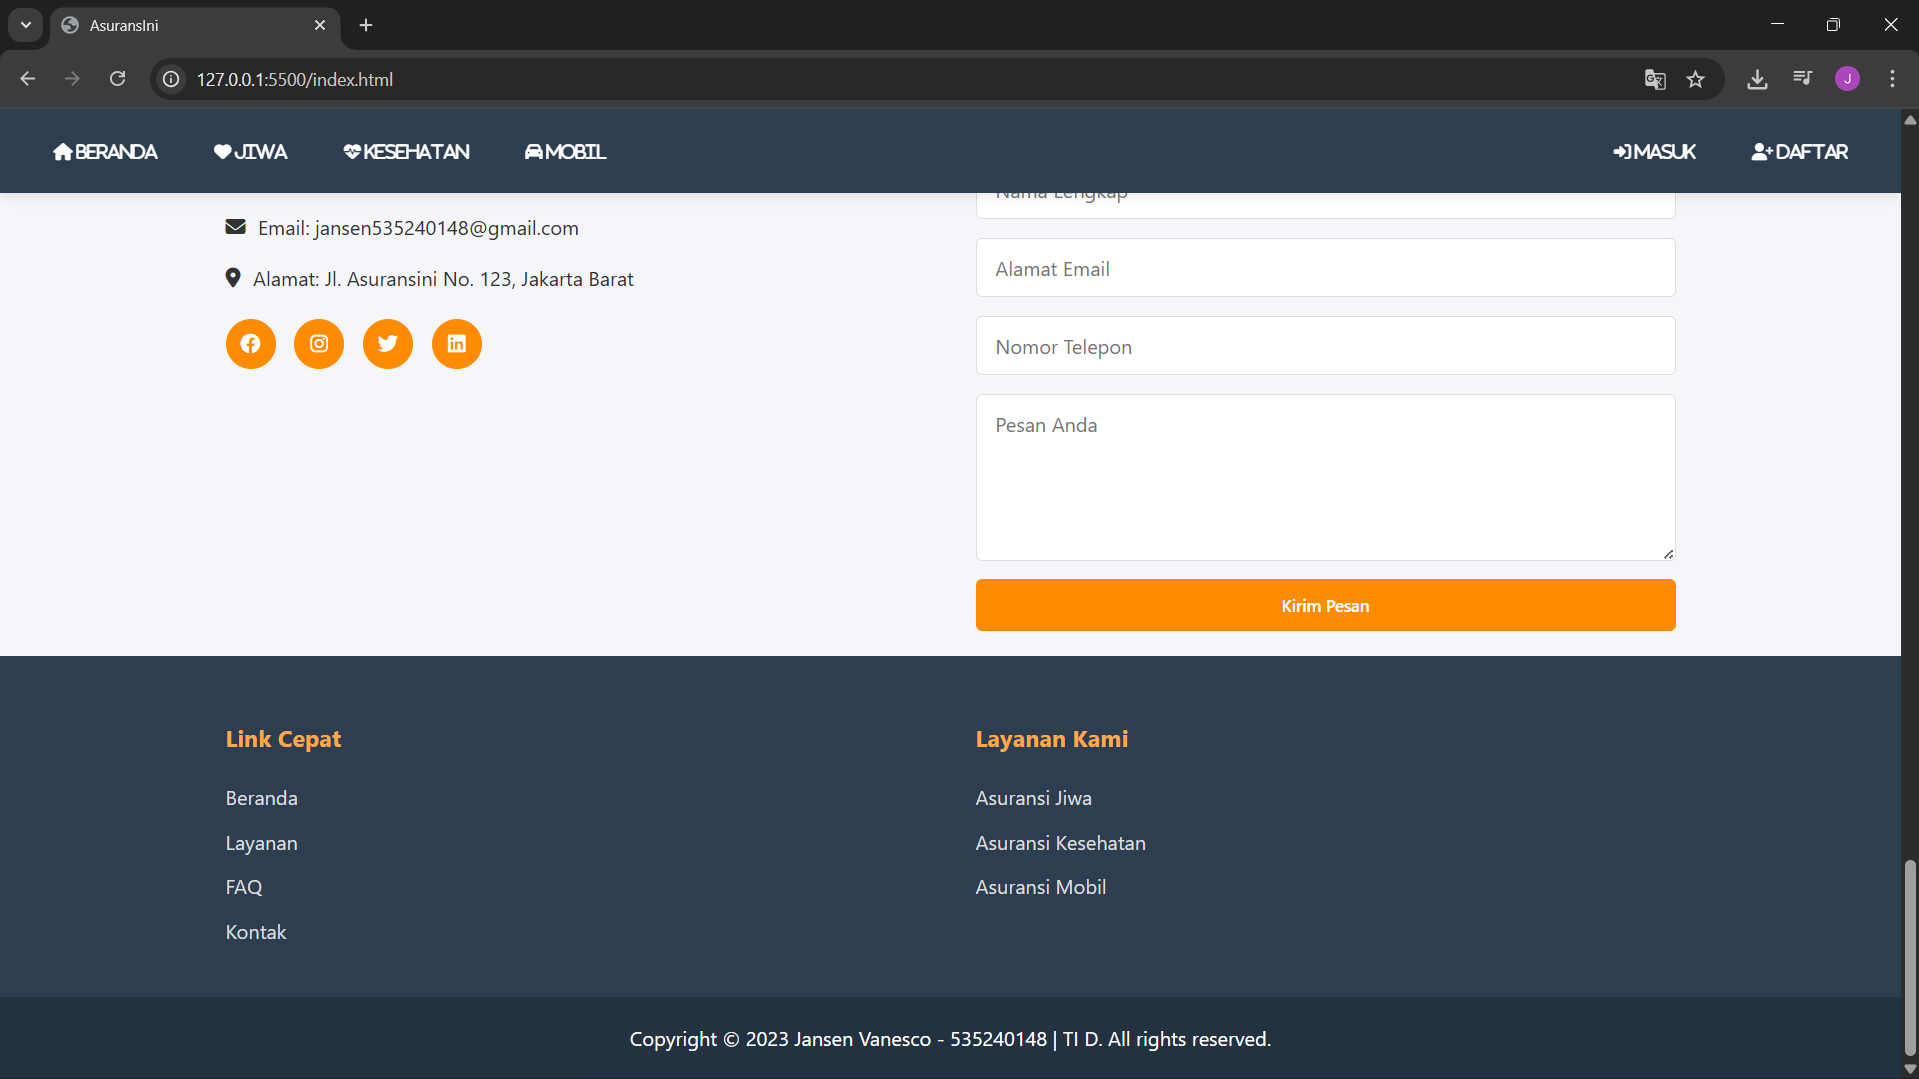 AsuransIni
127.0.0.1:5500/index.html
J
BERANDA JIWA KESEHATAN MOBIL MASUK DAFTAR
Nama Lengkap
Email: jansen535240148@gmail.com
Alamat Email
Alamat: Jl. Asuransini No. 123, Jakarta Barat
Nomor Telepon
Pesan Anda
Kirim Pesan
Link Cepat
Beranda
Layanan
FAQ
Kontak
Layanan Kami
Asuransi Jiwa
Asuransi Kesehatan
Asuransi Mobil
Copyright © 2023 Jansen Vanesco - 535240148 | TI D. All rights reserved.